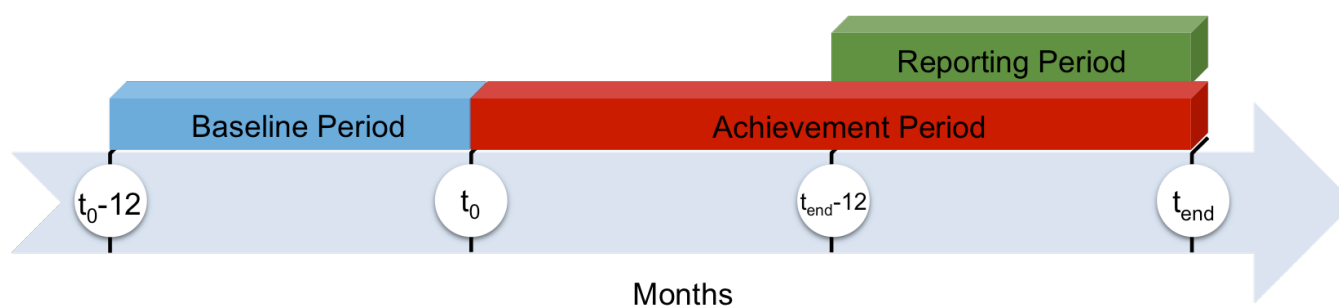 Reporting Period
Baseline Period
Achievement Period
t₀-12
t₀
tₑₙd-12
tₑₙd
Months